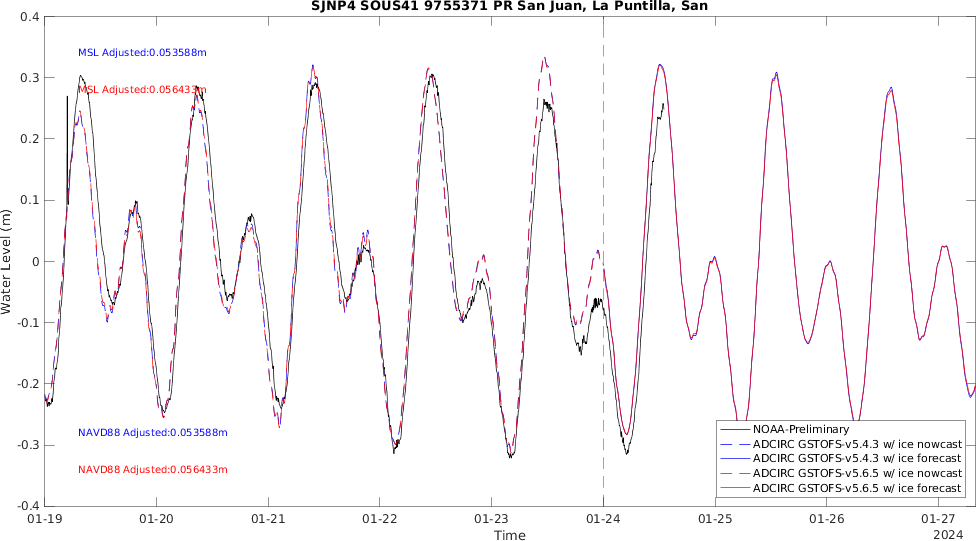 SJNP4 SOUS41 9755371 PR San Juan, La Puntilla, San
0.4
0.3
0.2
0.1
0
-0.1
-0.2
-0.3
-0.4
Water Level (m)
MSL Adjusted:0.053588m
MSL Adjusted:0.056433m
NAVD88 Adjusted:0.053588m
NAVD88 Adjusted:0.056433m
NOAA-Preliminary
ADCIRC GSTOFS-v5.4.3 w/ ice nowcast
ADCIRC GSTOFS-v5.4.3 w/ ice forecast
ADCIRC GSTOFS-v5.6.5 w/ ice nowcast
ADCIRC GSTOFS-v5.6.5 w/ ice forecast
01-19 01-20 01-21 01-22 01-23 01-24 01-25 01-26 01-27
Time
2024